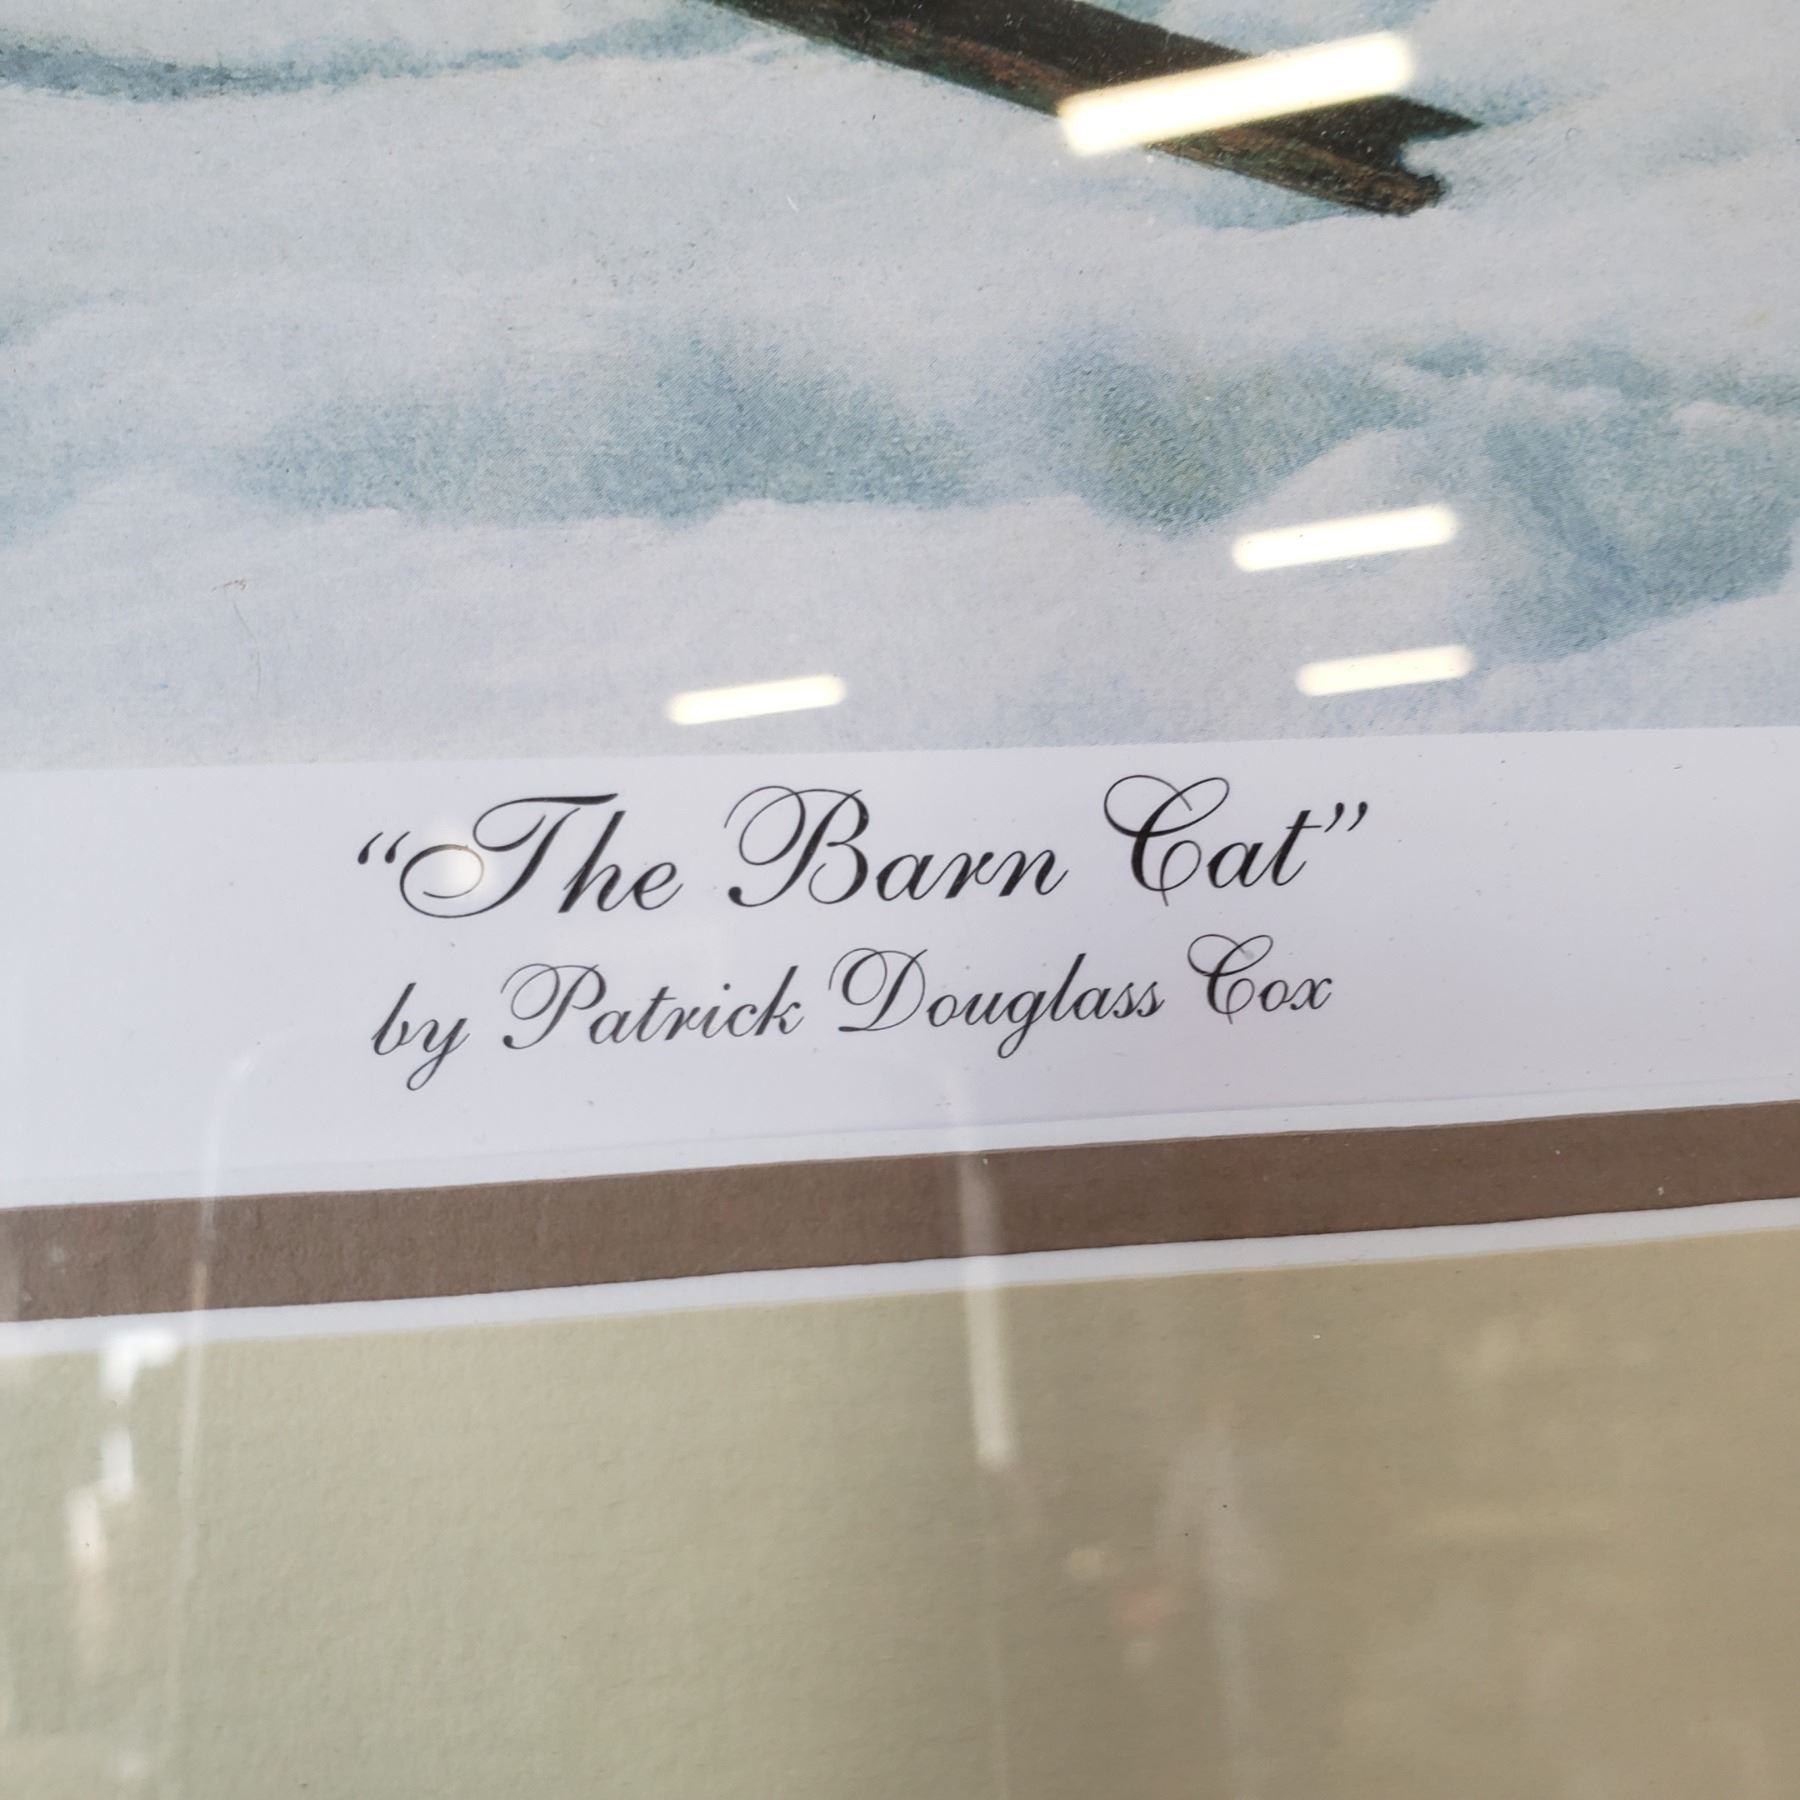 “The Barn Cat”
by Patrick Douglass Cox